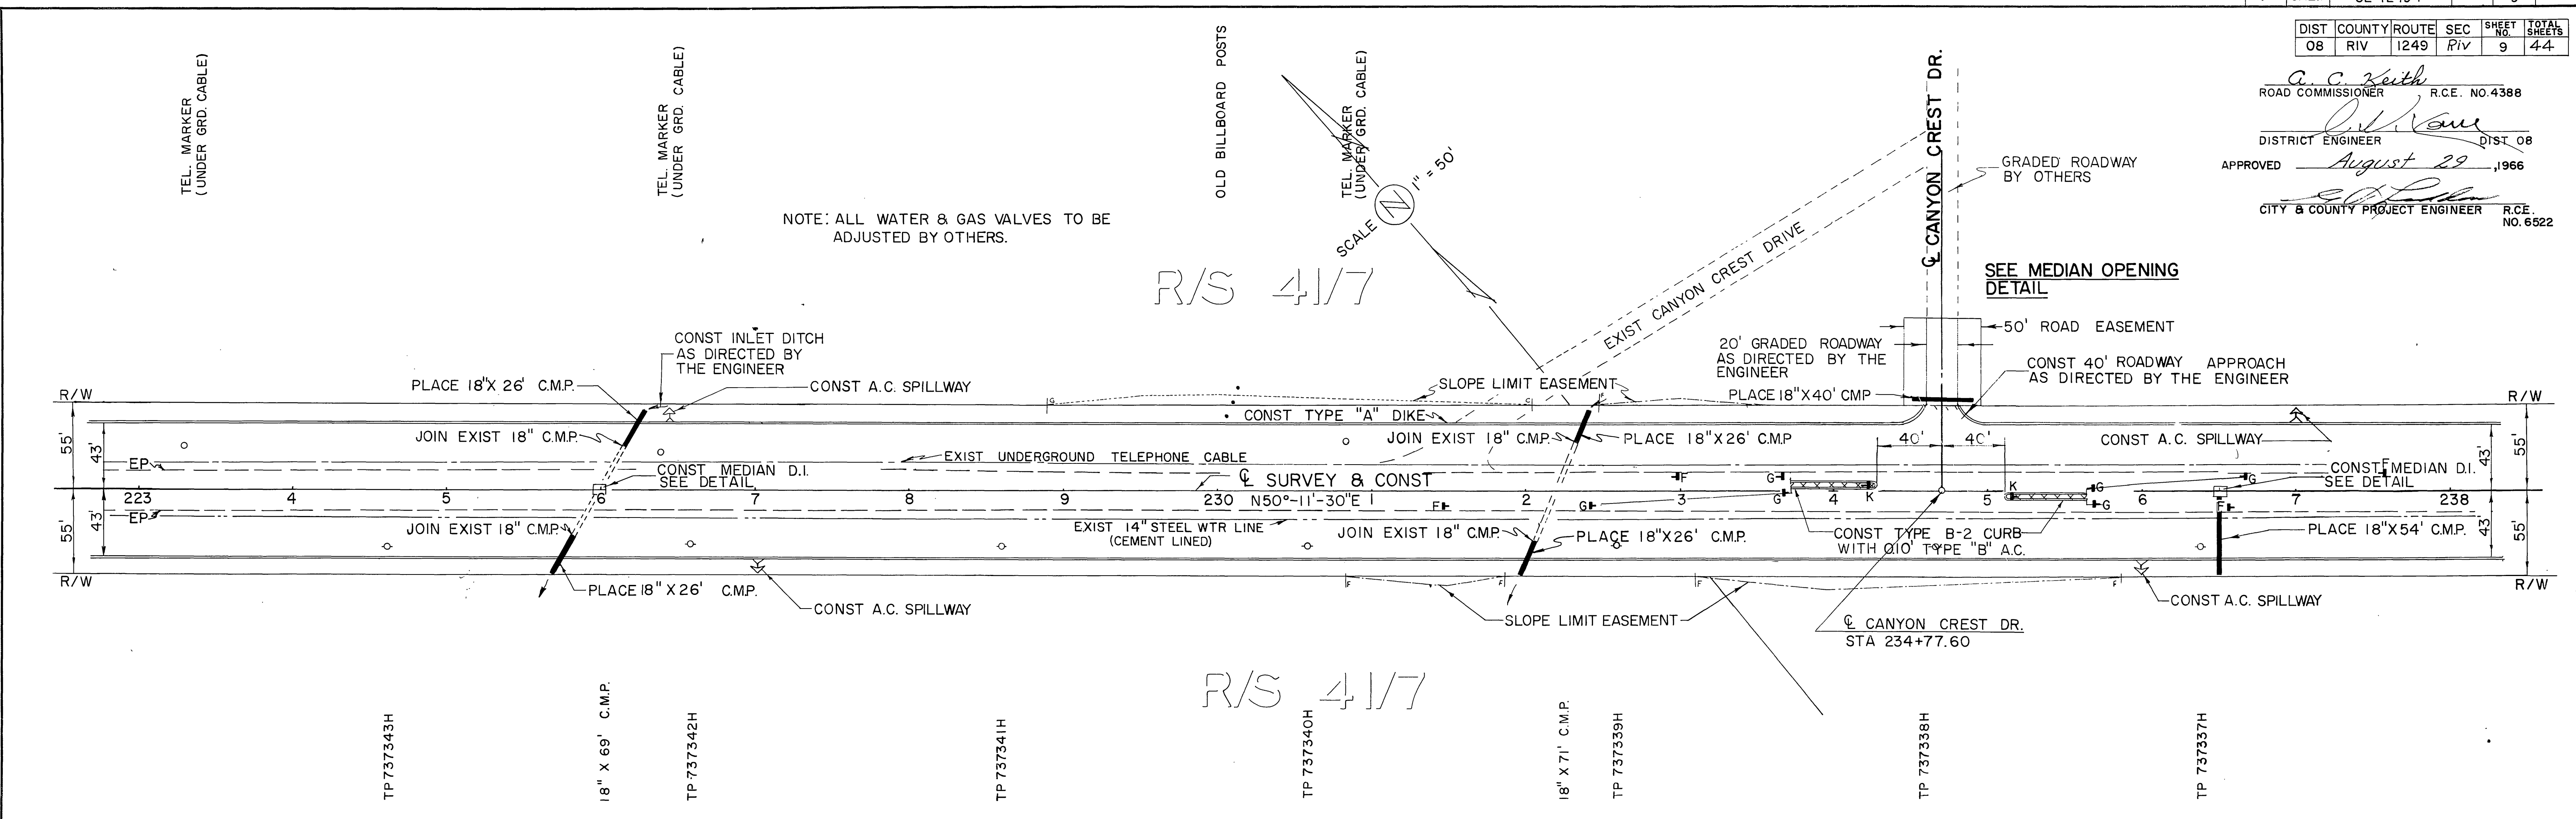 DIST COUNTY ROUTE SEC SHEET NO. TOTAL SHEETS
08 RIV 1249 Riv 9 44
A. C. Keith
ROAD COMMISSIONER R.C.E. NO. 4388
DISTRICT ENGINEER DIST 08
APPROVED August 29 ,1966
CITY & COUNTY PROJECT ENGINEER R.C.E.
NO. 6522
TEL. MARKER
(UNDER GRD. CABLE)
TEL. MARKER
(UNDER GRD. CABLE)
OLD BILLBOARD POSTS
TEL. MARKER
(UNDER GRD. CABLE)
NOTE: ALL WATER & GAS VALVES TO BE
ADJUSTED BY OTHERS.
N
SCALE 1" = 50'
R/S 41/7
EXIST CANYON CREST DRIVE
℄ CANYON CREST DR.
GRADED ROADWAY
BY OTHERS
SEE MEDIAN OPENING
DETAIL
50' ROAD EASEMENT
20' GRADED ROADWAY
AS DIRECTED BY THE
ENGINEER
CONST 40' ROADWAY APPROACH
AS DIRECTED BY THE ENGINEER
CONST INLET DITCH
AS DIRECTED BY
THE ENGINEER
PLACE 18" X 26' C.M.P.
CONST A.C. SPILLWAY
SLOPE LIMIT EASEMENT
PLACE 18" X 40' CMP
R/W
R/W
G
C
F
CONST TYPE "A" DIKE
JOIN EXIST 18" C.M.P.
JOIN EXIST 18" C.M.P.
PLACE 18" X 26' C.M.P
40' 40'
CONST A.C. SPILLWAY
55'
43'
43'
55'
EP
EXIST UNDERGROUND TELEPHONE CABLE
CONST MEDIAN D.I.
SEE DETAIL
℄ SURVEY & CONST
F
G
G
F
CONST MEDIAN D.I.
SEE DETAIL
223 4 5 6 7 8 9 230 N50°-11'-30"E 1 2 3 4 5 6 7 238
G
K
K
G
F
G
G
F
EP
55'
43'
43'
55'
JOIN EXIST 18" C.M.P.
EXIST 14" STEEL WTR LINE
(CEMENT LINED)
JOIN EXIST 18" C.M.P.
PLACE 18" X 26' C.M.P.
CONST TYPE B-2 CURB
WITH 0.10' TYPE "B" A.C.
PLACE 18" X 54' C.M.P.
R/W
R/W
F
F
F
F
PLACE 18" X 26' C.M.P.
CONST A.C. SPILLWAY
SLOPE LIMIT EASEMENT
CONST A.C. SPILLWAY
℄ CANYON CREST DR.
STA 234+77.60
R/S 41/7
TP 737343H
18" X 69' C.M.P.
TP 737342H
TP 737341H
TP 737340H
18" X 71' C.M.P.
TP 737339H
TP 737338H
TP 737337H